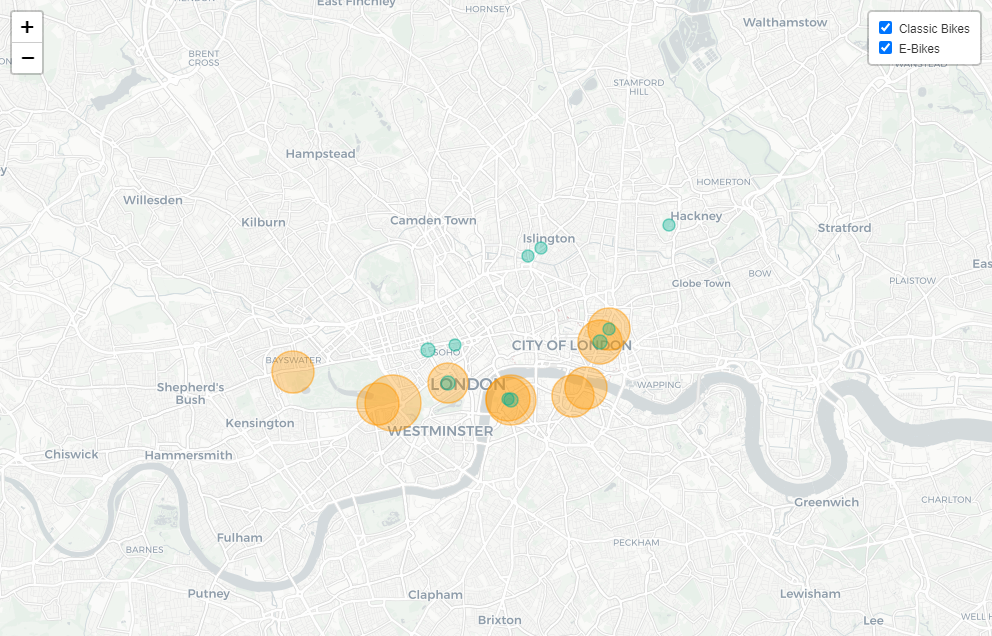 East Finchley
HORNSEY
Walthamstow
+
−
Classic Bikes
E-Bikes
BRENT
CROSS
WANSTEAD
STAMFORD
HILL
Hampstead
HOMERTON
Willesden
Kilburn
Camden Town
Hackney
Stratford
Islington
BOW
Globe Town
PLAISTOW
SOHO
CITY OF LONDON
BAYSWATER
LONDON
WAPPING
Shepherd's
Bush
Kensington
WESTMINSTER
Chiswick
Hammersmith
Greenwich
CHARLTON
Fulham
PECKHAM
BARNES
Putney
Clapham
Lewisham
Brixton
Lee